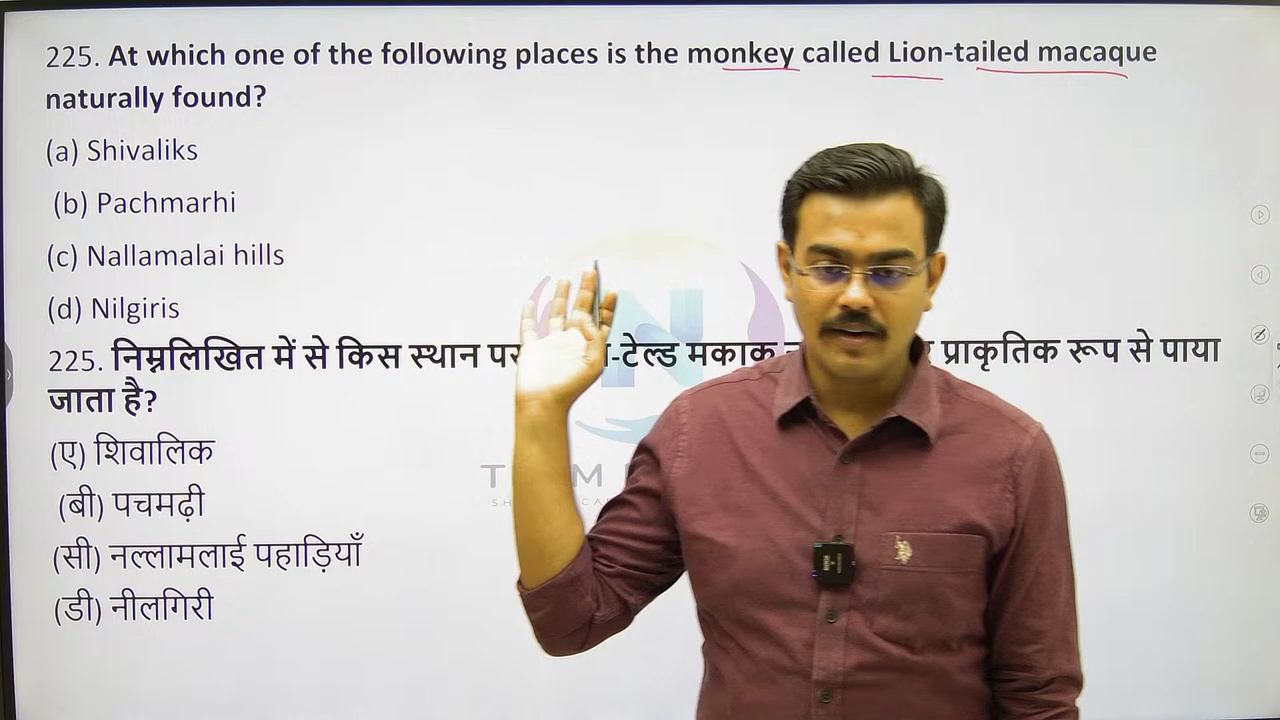 225. At which one of the following places is the monkey called Lion-tailed macaque
naturally found?
(a) Shivaliks
(b) Pachmarhi
(c) Nallamalai hills
(d) Nilgiris
225. निम्नलिखित में से किस स्थान पर -टेल्ड मकाक प्राकृतिक रूप से पाया
जाता है?
(ए) शिवालिक
(बी) पचमढ़ी
(सी) नल्लामलाई पहाड़ियाँ
(डी) नीलगिरी